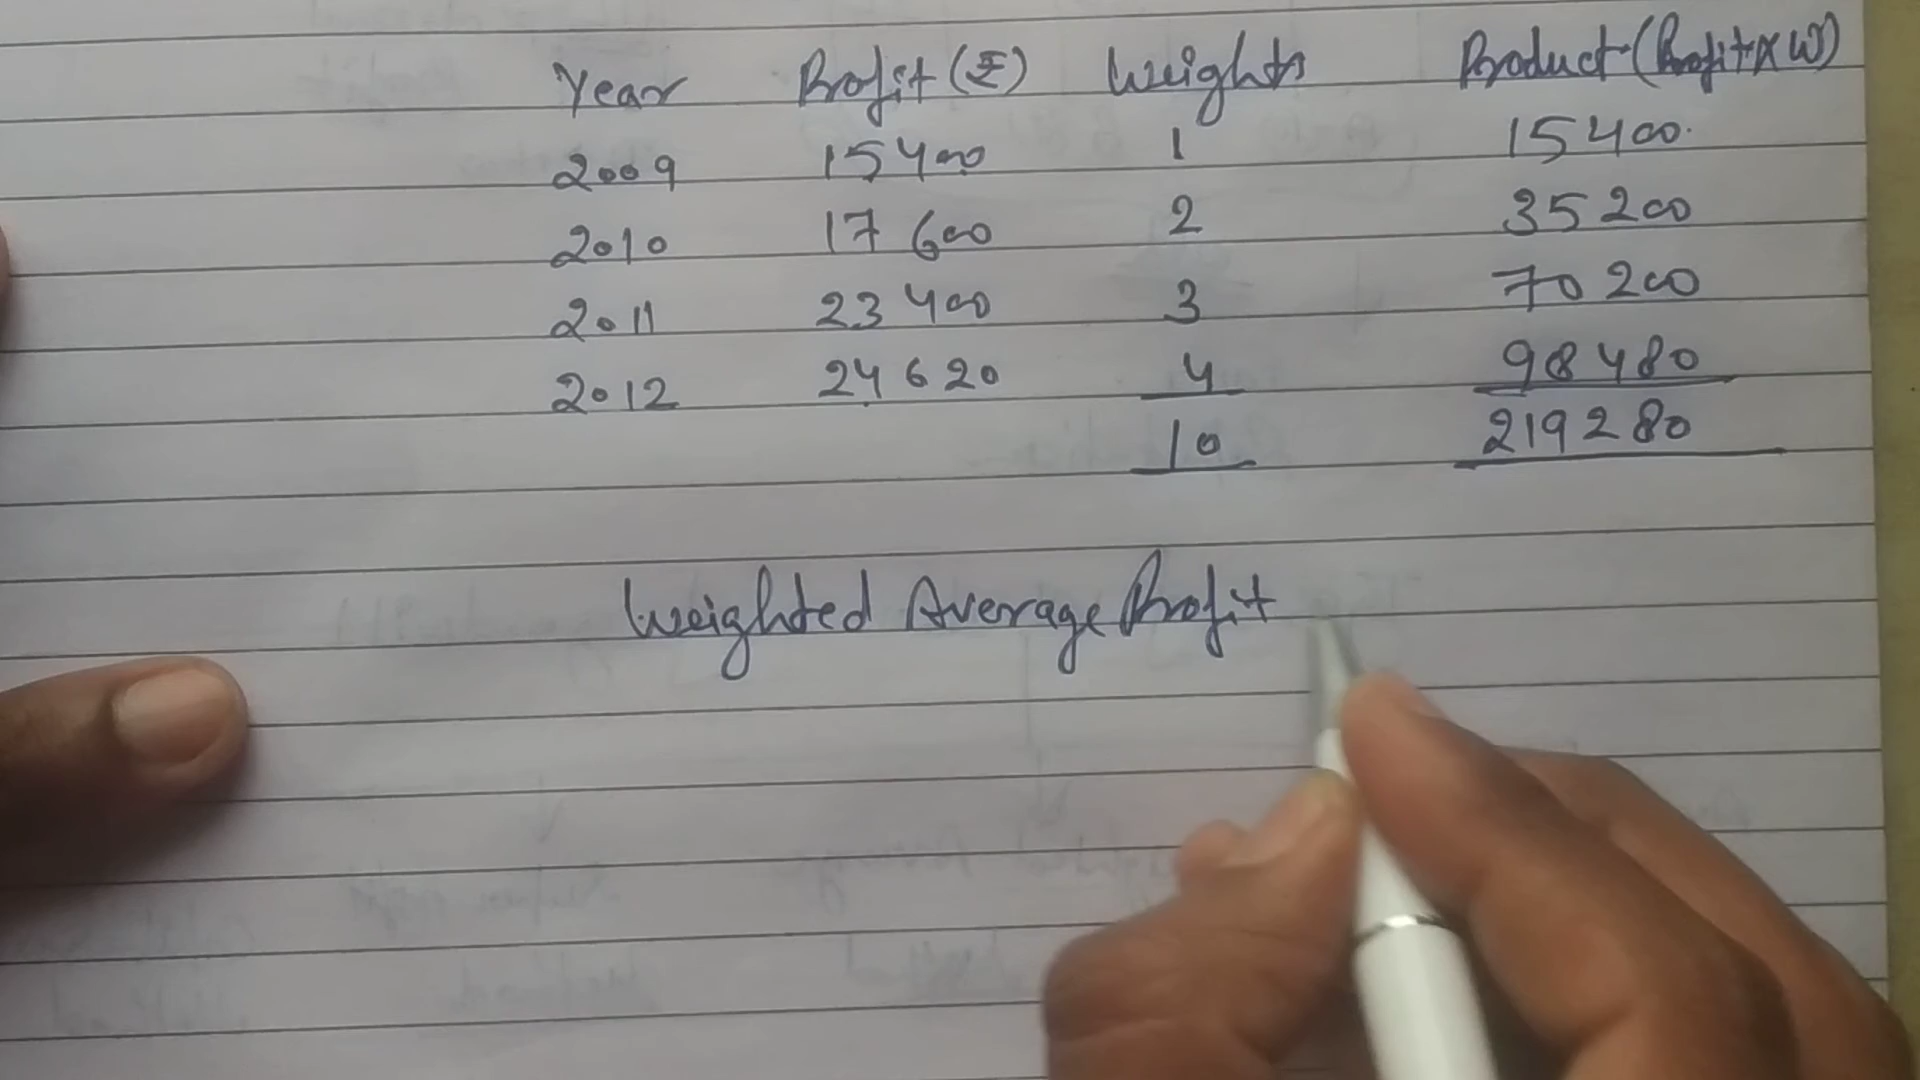 Year Profit (₹) Weights Product (Profit x W)
2009 15400 1 15400
2010 17600 2 35200
2011 23400 3 70200
2012 24620 4 98480
10 219280
Weighted Average Profit